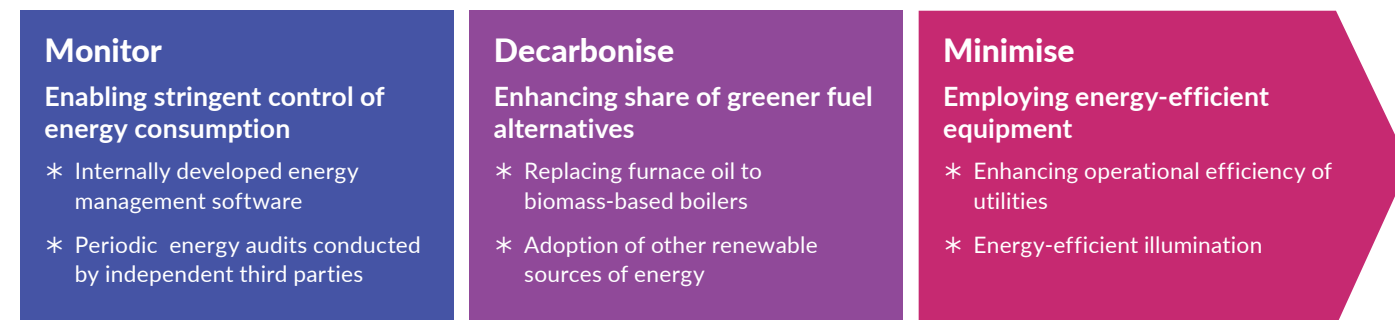 Monitor
Enabling stringent control of
energy consumption
* Internally developed energy
management software
* Periodic  energy audits conducted
by independent third parties
Decarbonise
Enhancing share of greener fuel
alternatives
* Replacing furnace oil to
biomass-based boilers
* Adoption of other renewable
sources of energy
Minimise
Employing energy-efficient
equipment
* Enhancing operational efficiency of
utilities
* Energy-efficient illumination